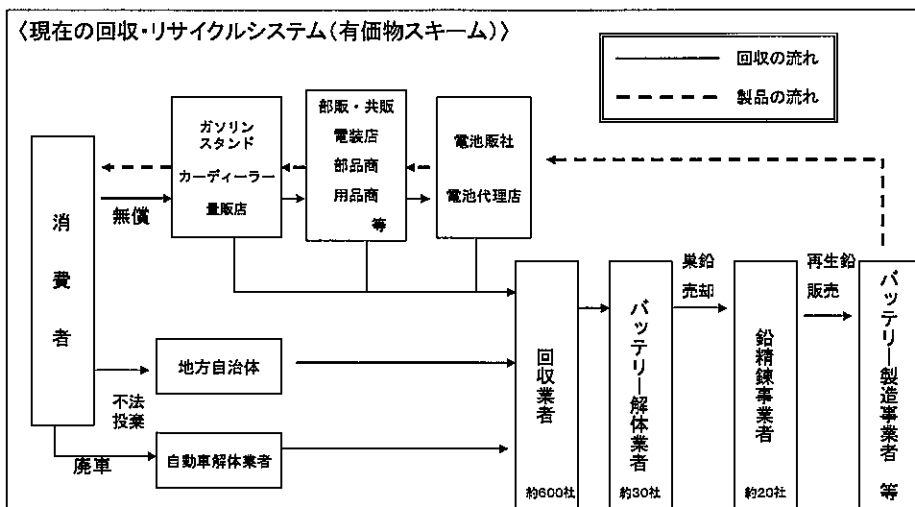 〈現在の回収・リサイクルシステム(有価物スキーム)〉
回収の流れ
製品の流れ
消費者
無償
不法
投棄
廃車
ガソリン
スタンド
カーディーラー
量販店
部販・共販
電装店
部品商
用品商
等
電池販社
電池代理店
地方自治体
自動車解体業者
回収業者
約600社
バッテリー解体業者
約30社
巣鉛
売却
鉛精錬事業者
約20社
再生鉛
販売
バッテリー製造事業者 等